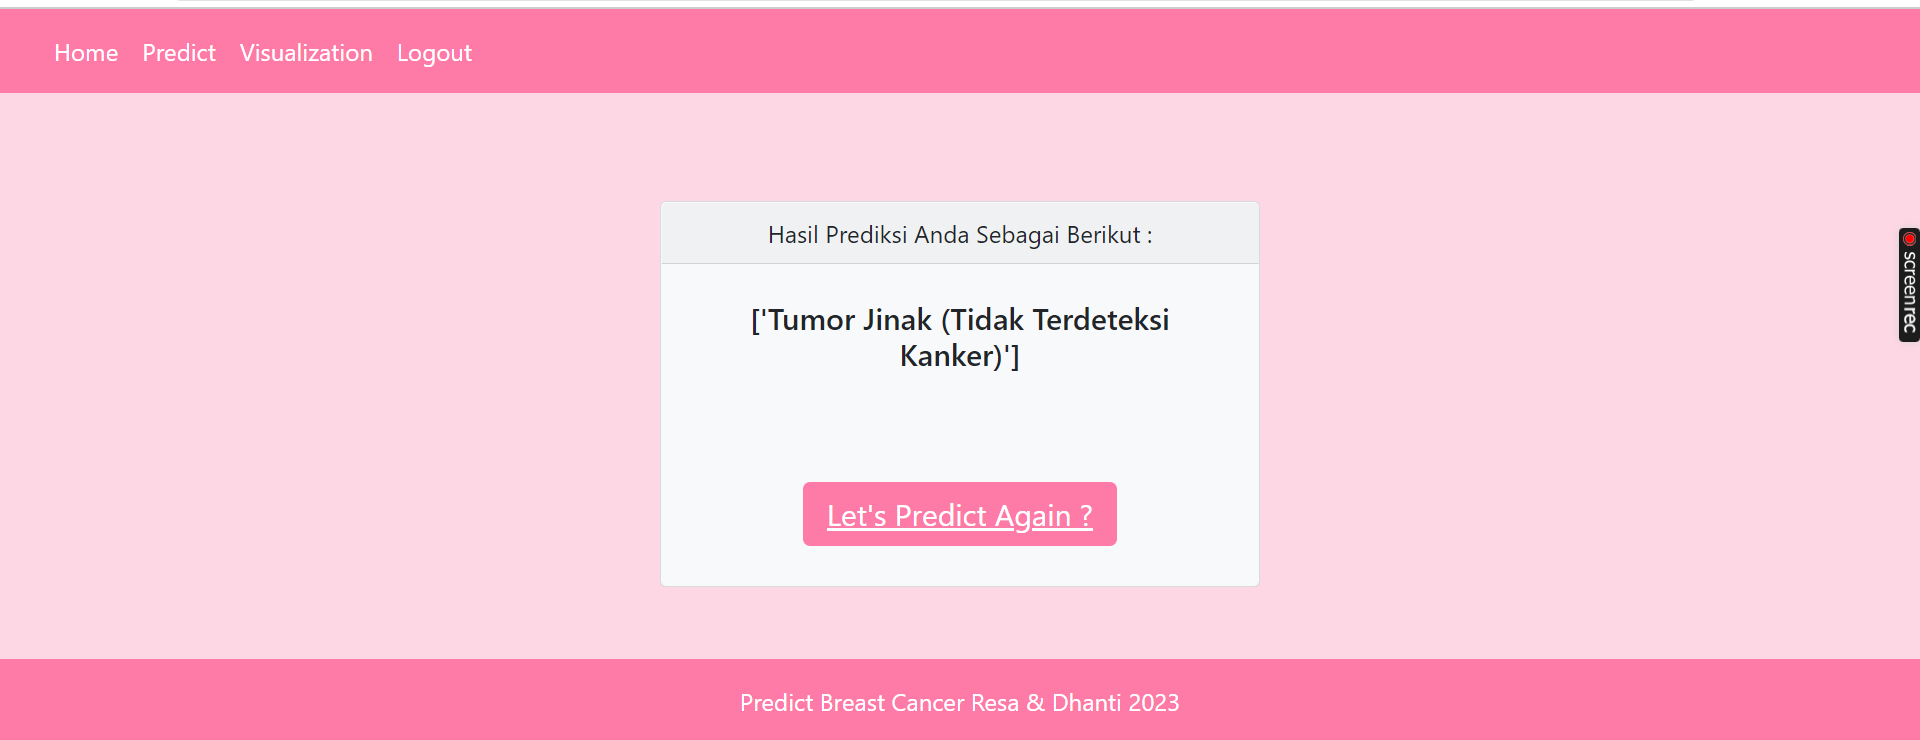 Home Predict Visualization Logout
Hasil Prediksi Anda Sebagai Berikut :
['Tumor Jinak (Tidak Terdeteksi
Kanker)']
Let's Predict Again ?
Predict Breast Cancer Resa & Dhanti 2023
screenrec